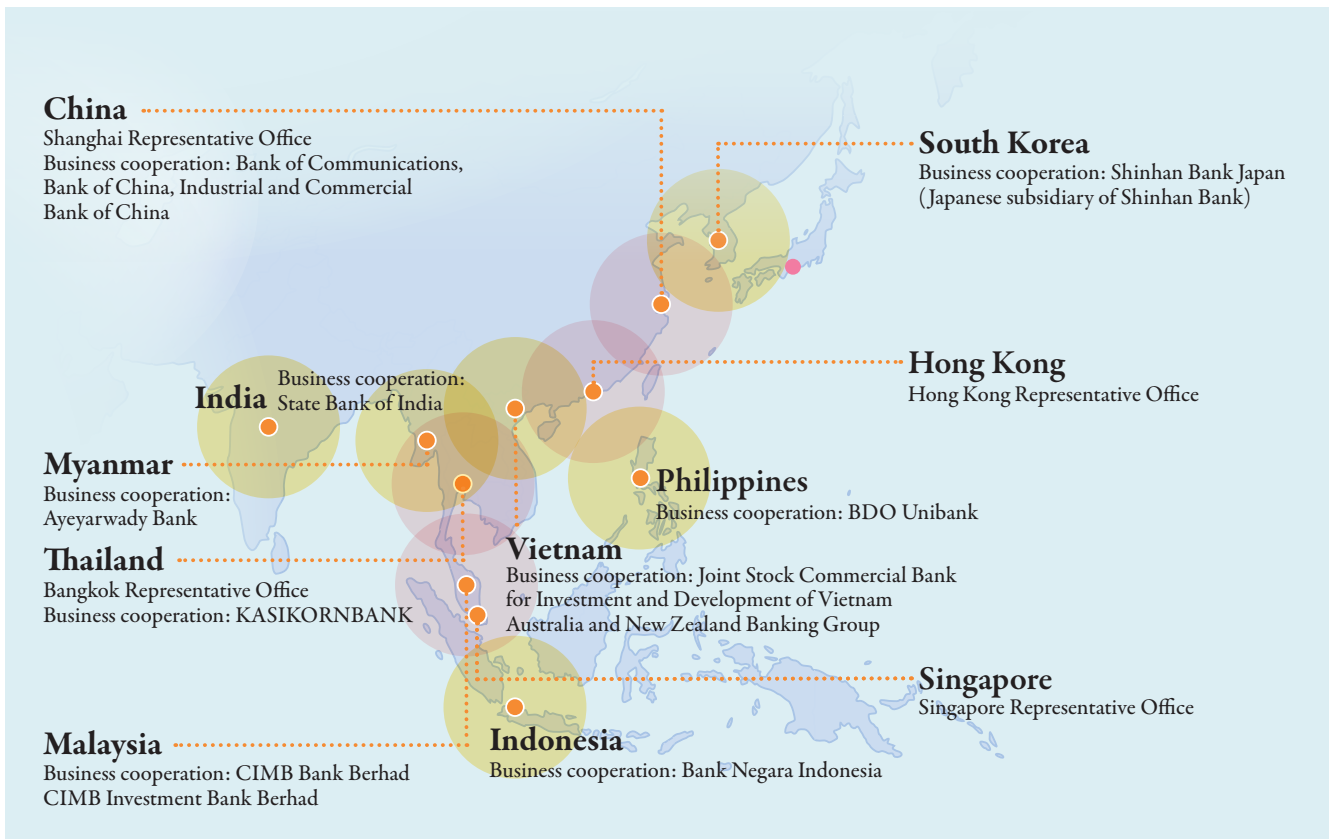 China
Shanghai Representative Office
Business cooperation: Bank of Communications,
Bank of China, Industrial and Commercial
Bank of China
South Korea
Business cooperation: Shinhan Bank Japan
(Japanese subsidiary of Shinhan Bank)
Hong Kong
Hong Kong Representative Office
India
Business cooperation:
State Bank of India
Myanmar
Business cooperation:
Ayeyarwady Bank
Philippines
Business cooperation: BDO Unibank
Thailand
Bangkok Representative Office
Business cooperation: KASIKORNBANK
Vietnam
Business cooperation: Joint Stock Commercial Bank
for Investment and Development of Vietnam
Australia and New Zealand Banking Group
Singapore
Singapore Representative Office
Malaysia
Business cooperation: CIMB Bank Berhad
CIMB Investment Bank Berhad
Indonesia
Business cooperation: Bank Negara Indonesia